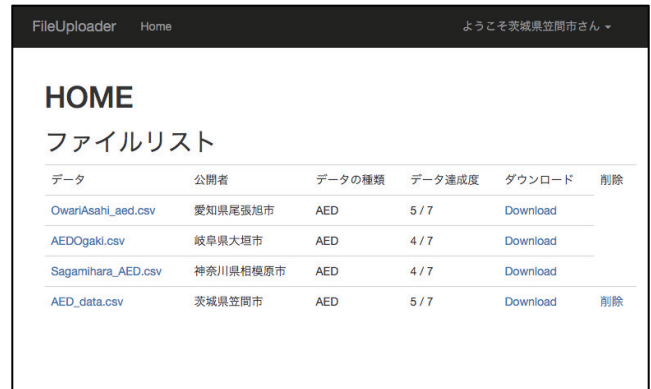 FileUploader Home ようこそ茨城県笠間市さん
HOME
ファイルリスト
データ 公開者 データの種類 データ達成度 ダウンロード 削除
OwariAsahi_aed.csv 愛知県尾張旭市 AED 5 / 7 Download
AEDOgaki.csv 岐阜県大垣市 AED 4 / 7 Download
Sagamihara_AED.csv 神奈川県相模原市 AED 4 / 7 Download
AED_data.csv 茨城県笠間市 AED 5 / 7 Download 削除